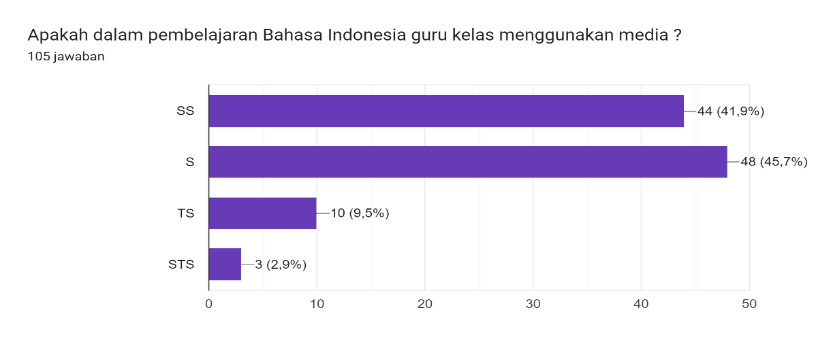 Apakah dalam pembelajaran Bahasa Indonesia guru kelas menggunakan media ?
105 jawaban
SS 44 (41,9%)
S 48 (45,7%)
TS 10 (9,5%)
STS 3 (2,9%)
0 10 20 30 40 50